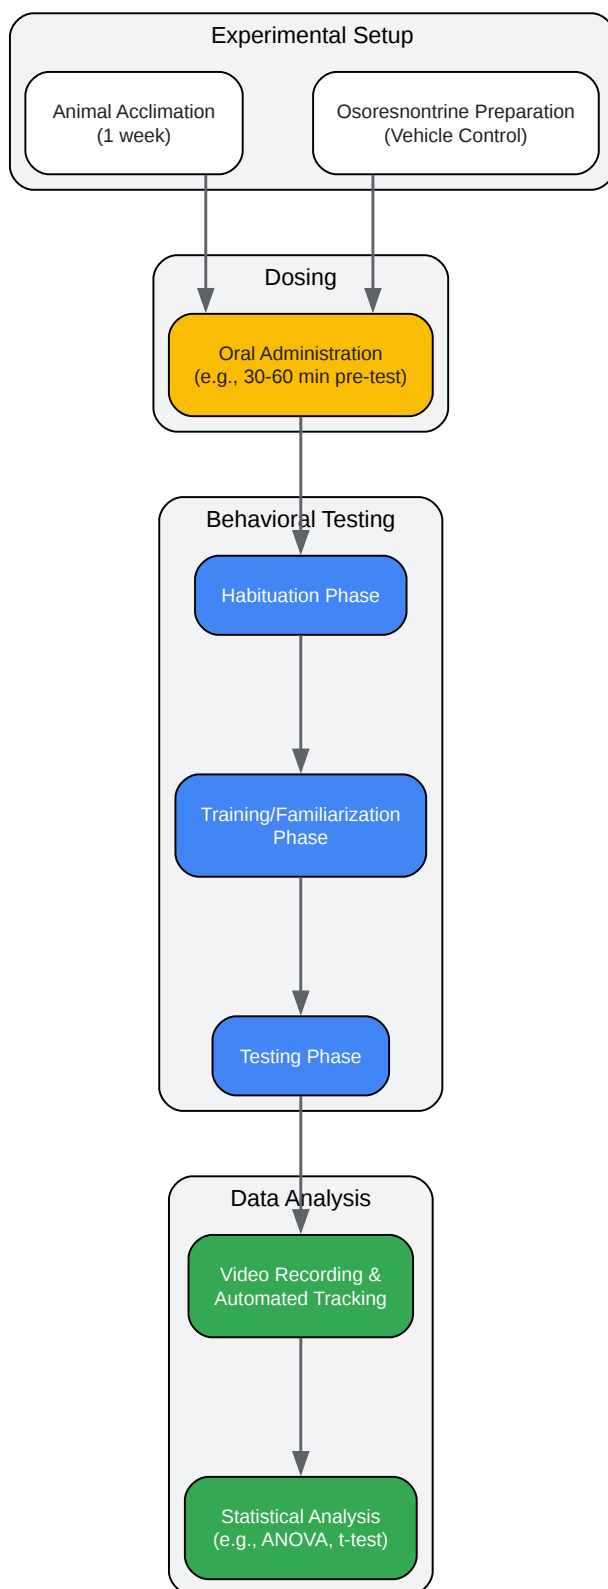 Experimental Setup
Animal Acclimation
(1 week)
Osoresnontrine Preparation
(Vehicle Control)
Dosing
Oral Administration
(e.g., 30-60 min pre-test)
Behavioral Testing
Habituation Phase
Training/Familiarization
Phase
Testing Phase
Data Analysis
Video Recording &
Automated Tracking
Statistical Analysis
(e.g., ANOVA, t-test)